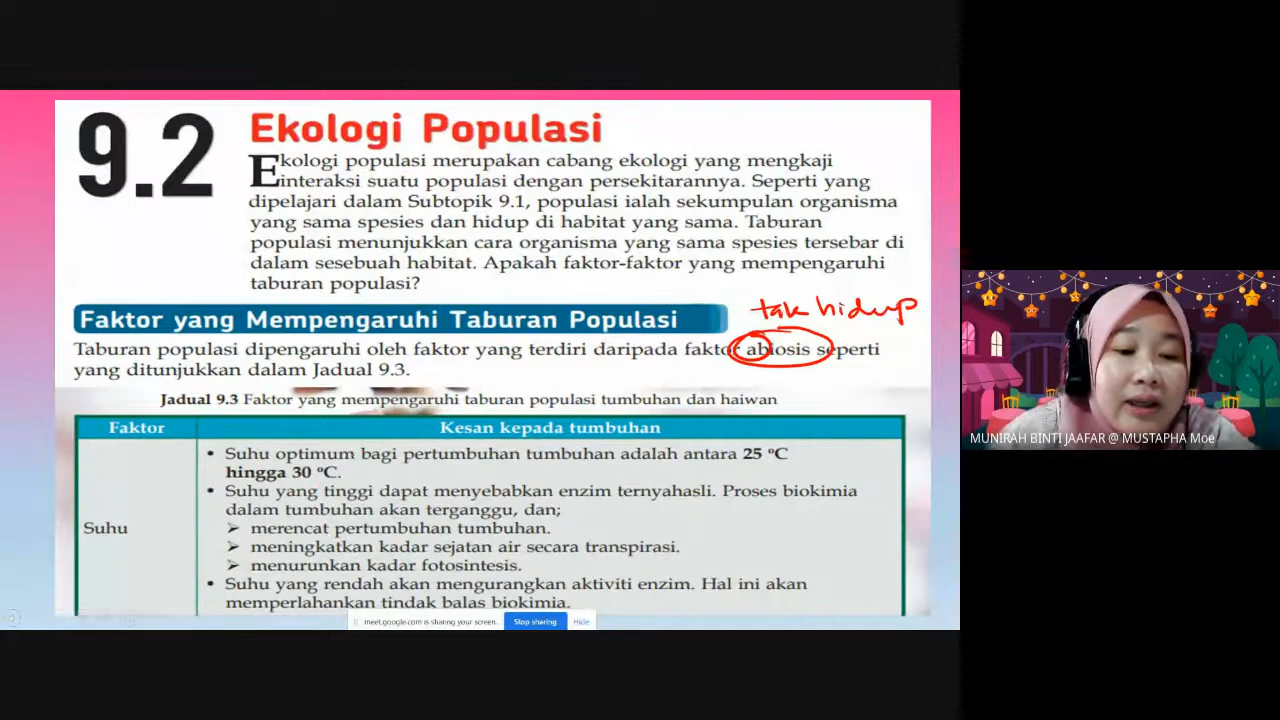 9.2
Ekologi Populasi
Ekologi populasi merupakan cabang ekologi yang mengkaji
interaksi suatu populasi dengan persekitarannya. Seperti yang
dipelajari dalam Subtopik 9.1, populasi ialah sekumpulan organisma
yang sama spesies dan hidup di habitat yang sama. Taburan
populasi menunjukkan cara organisma yang sama spesies tersebar di
dalam sesebuah habitat. Apakah faktor-faktor yang mempengaruhi
taburan populasi?
tak hidup
Faktor yang Mempengaruhi Taburan Populasi
Taburan populasi dipengaruhi oleh faktor yang terdiri daripada faktor abiosis seperti
yang ditunjukkan dalam Jadual 9.3.
Jadual 9.3 Faktor yang mempengaruhi taburan populasi tumbuhan dan haiwan
Faktor
Kesan kepada tumbuhan
Suhu
• Suhu optimum bagi pertumbuhan tumbuhan adalah antara 25 ºC
hingga 30 ºC.
• Suhu yang tinggi dapat menyebabkan enzim ternyahasli. Proses biokimia
dalam tumbuhan akan terganggu, dan;
➢ merencat pertumbuhan tumbuhan.
➢ meningkatkan kadar sejatan air secara transpirasi.
➢ menurunkan kadar fotosintesis.
• Suhu yang rendah akan mengurangkan aktiviti enzim. Hal ini akan
memperlahankan tindak balas biokimia.
meet.google.com is sharing your screen.
Stop sharing
Hide
MUNIRAH BINTI JAAFAR @ MUSTAPHA Moe